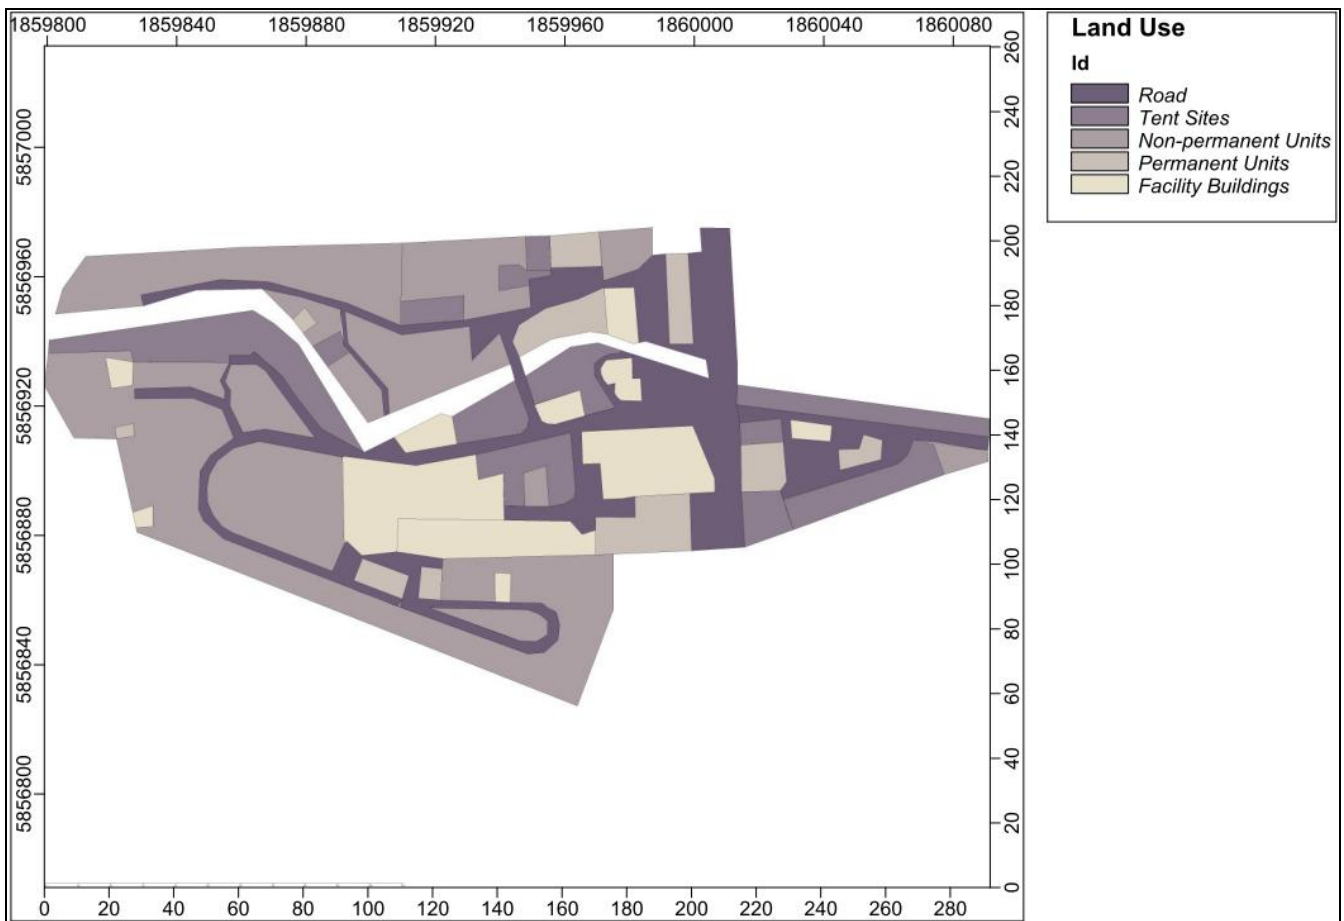 1859800 1859840 1859880 1859920 1859960 1860000 1860040 1860080
Land Use
Id
Road
Tent Sites
Non-permanent Units
Permanent Units
Facility Buildings
5857000
5856960
5856920
5856880
5856840
5856800
260
240
220
200
180
160
140
120
100
80
60
40
20
0
0 20 40 60 80 100 120 140 160 180 200 220 240 260 280